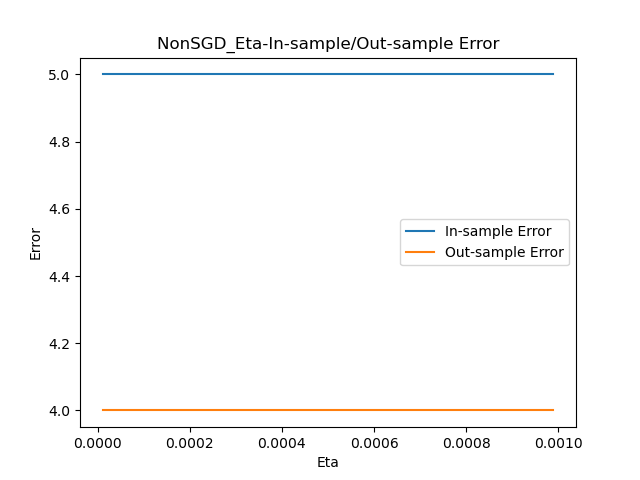 NonSGD_Eta-In-sample/Out-sample Error
5.0
4.8
4.6
4.4
4.2
4.0
Error
In-sample Error
Out-sample Error
0.0000 0.0002 0.0004 0.0006 0.0008 0.0010
Eta